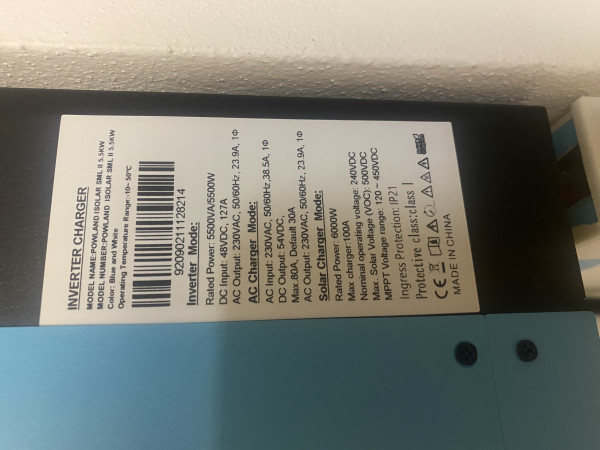 INVERTER CHARGER
MODEL NAME:POWLAND ISOLAR SML II 5.5KW
MODEL NUMBER:POWLAND ISOLAR SML II 5.5KW
Color: Blue and White
Operating Temperature Range:-10~ 50℃
92090211128214
Inverter Mode:
Rated Power: 5500VA/5500W
DC Input: 48VDC, 127A
AC Output: 230VAC, 50/60Hz, 23.9A, 1Φ
AC Charger Mode:
AC Input: 230VAC, 50/60Hz,38.5A, 1Φ
DC Output: 54VDC,
Max 80A, Default 30A
AC Output: 230VAC, 50/60Hz, 23.9A, 1Φ
Solar Charger Mode:
Rated Power: 6000W
Max charger 100A
Nominal operating voltage: 240VDC
Max. Solar Voltage (VOC): 500VDC
MPPT Voltage range: 120 ~ 450VDC
Ingress Protection: IP21
Protective class:class I
CE
MADE IN CHINA